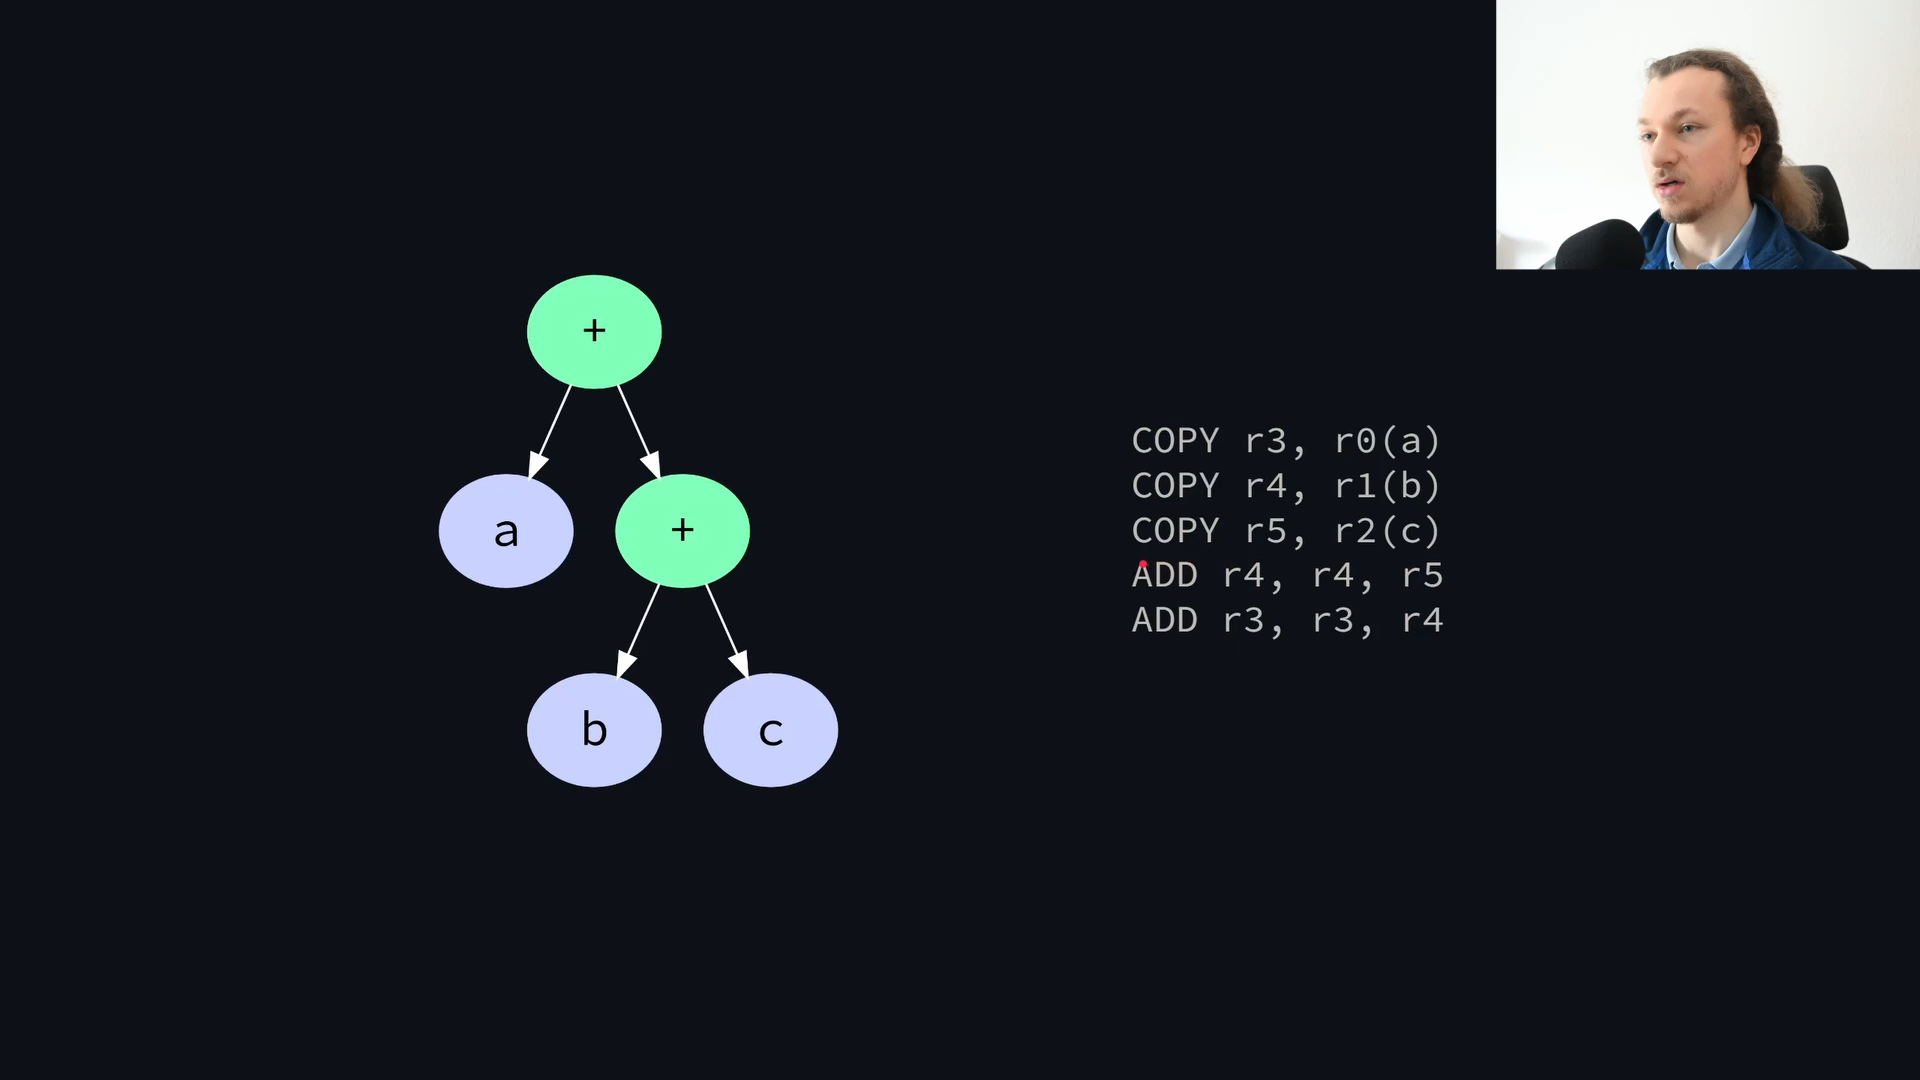 +
a
+
b
c
COPY r3, r0(a)
COPY r4, r1(b)
COPY r5, r2(c)
ADD r4, r4, r5
ADD r3, r3, r4